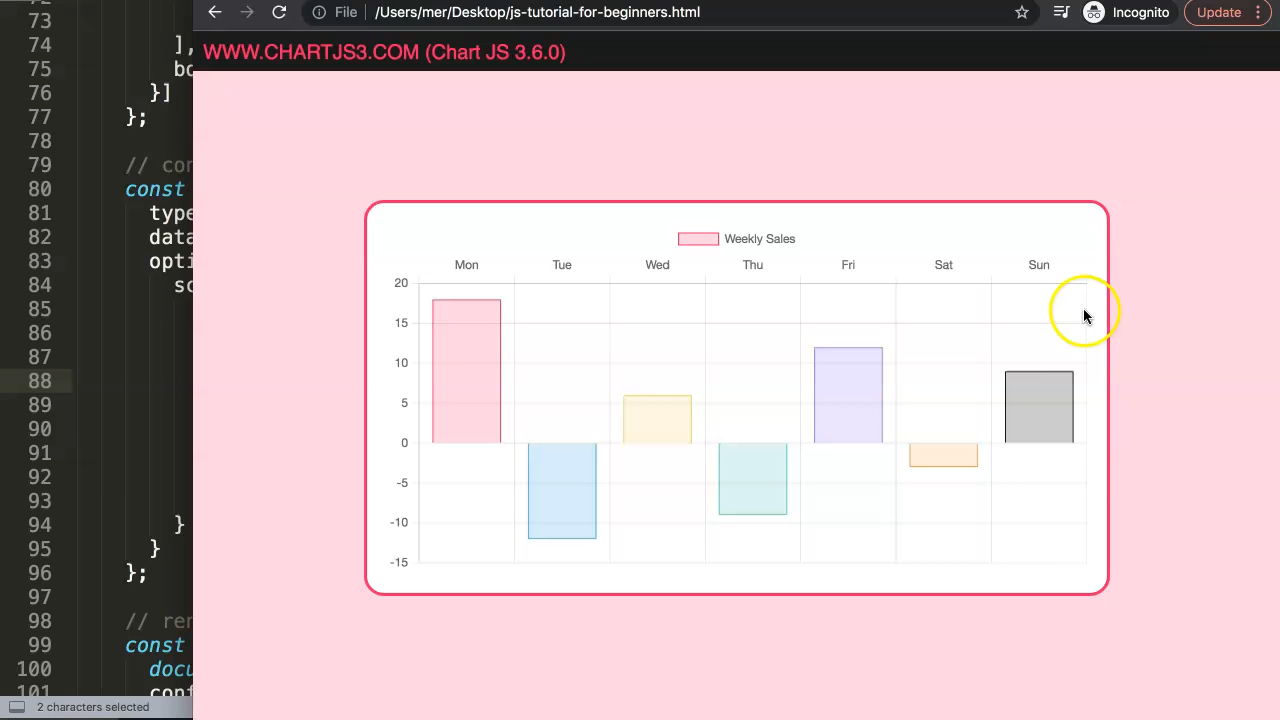 File /Users/mer/Desktop/js-tutorial-for-beginners.html Incognito Update
WWW.CHARTJS3.COM (Chart JS 3.6.0)
73
74 ],
75 bo
76 }]
77 };
78
79 // con
80 const
81 type
82 data
83 opti
84 sc
85
86
87
88
89
90
91
92
93
94 }
95 }
96 };
97
98 // ren
99 const
100 docu
101 conf
2 characters selected
Weekly Sales
Mon Tue Wed Thu Fri Sat Sun
20
15
10
5
0
-5
-10
-15